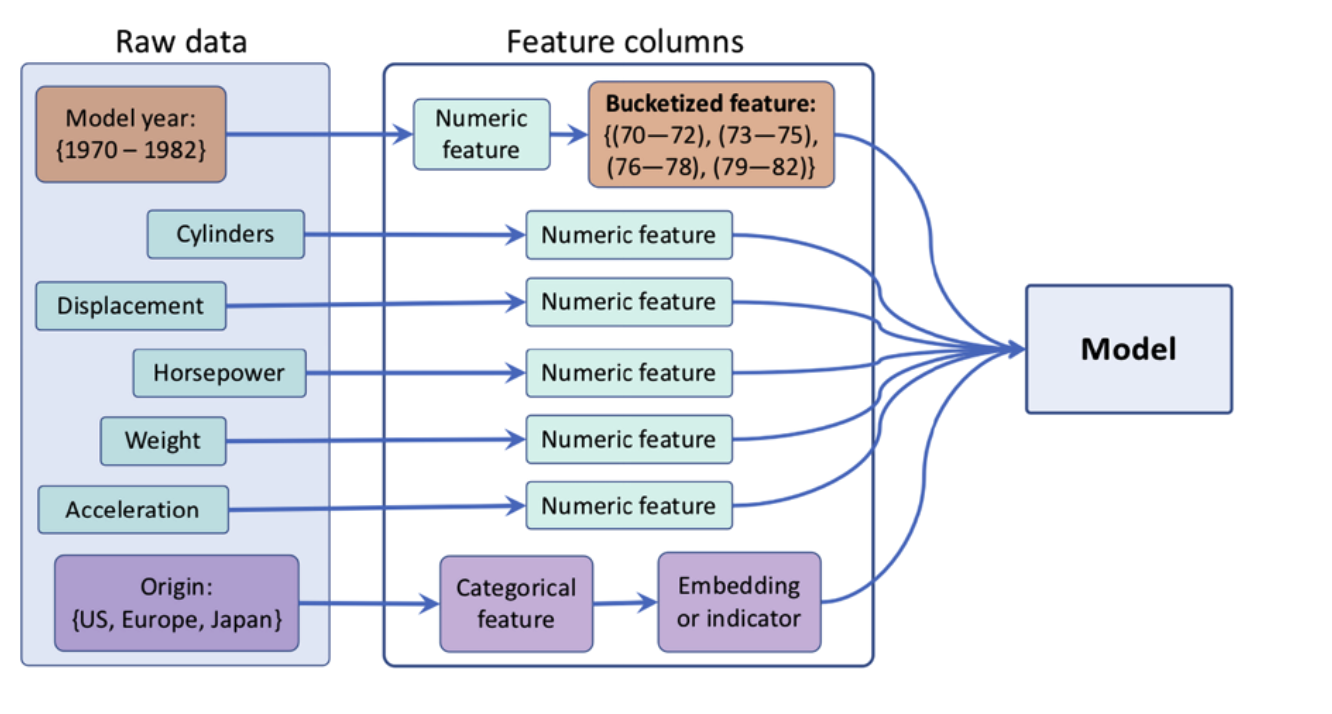 Raw data
Feature columns
Model year:
{1970 – 1982}
Numeric
feature
Bucketized feature:
{(70—72), (73—75),
(76—78), (79—82)}
Cylinders
Numeric feature
Displacement
Numeric feature
Horsepower
Numeric feature
Weight
Numeric feature
Acceleration
Numeric feature
Origin:
{US, Europe, Japan}
Categorical
feature
Embedding
or indicator
Model